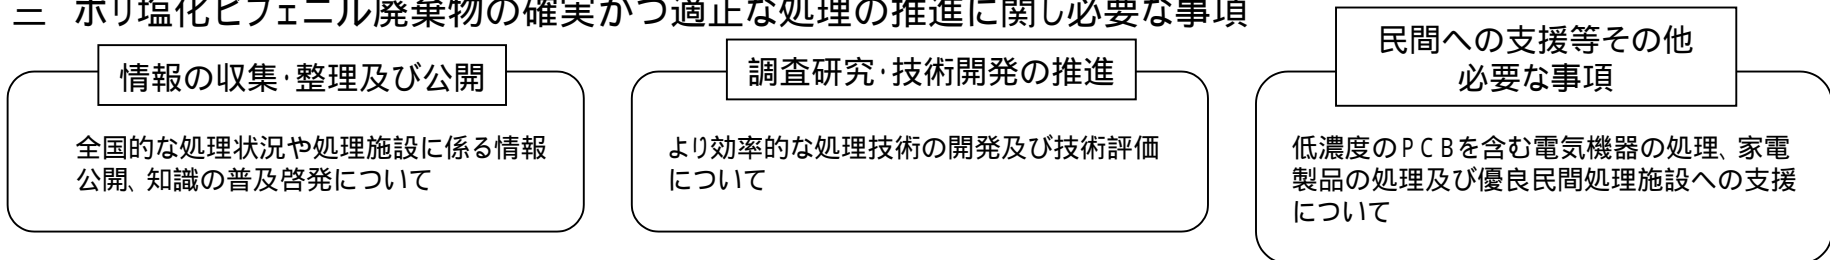 三 ポリ塩化ビフェニル廃棄物の確実かつ適正な処理の推進に関し必要な事項
情報の収集・整理及び公開
全国的な処理状況や処理施設に係る情報
公開、知識の普及啓発について
調査研究・技術開発の推進
より効率的な処理技術の開発及び技術評価
について
民間への支援等その他
必要な事項
低濃度のPCBを含む電気機器の処理、家電
製品の処理及び優良民間処理施設への支援
について